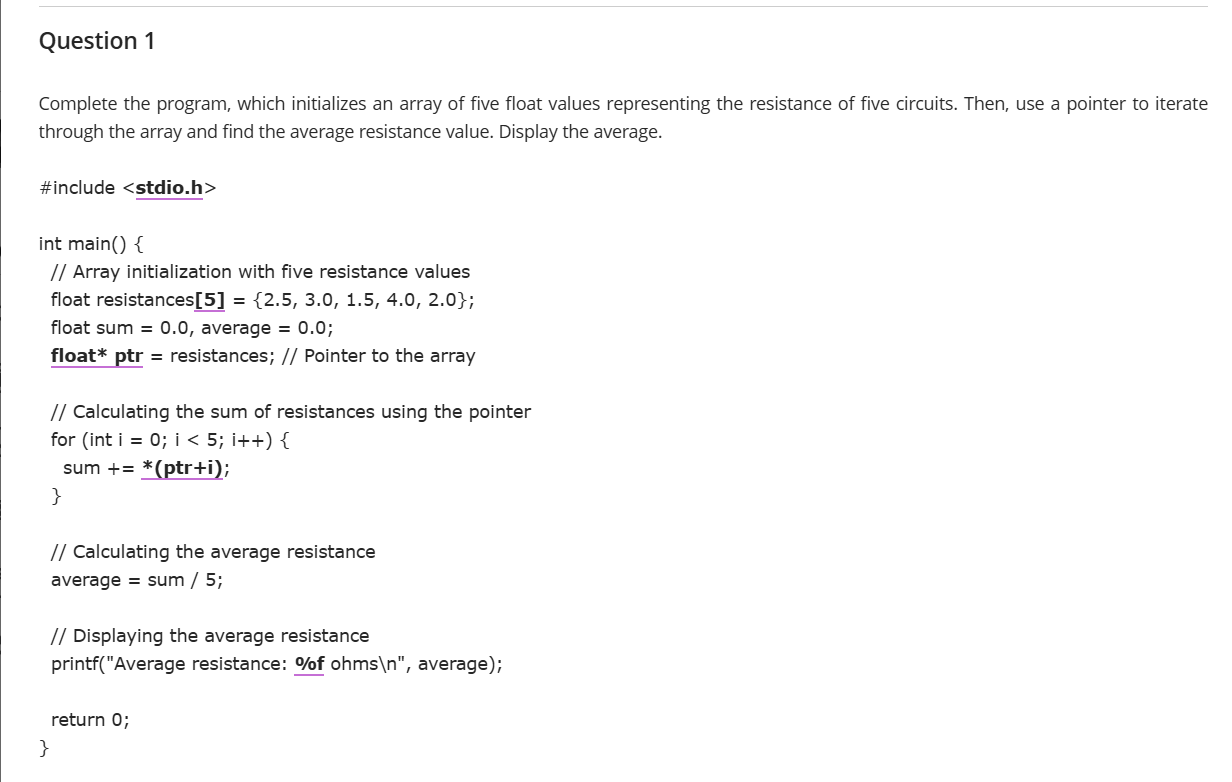 Question 1
Complete the program, which initializes an array of five float values representing the resistance of five circuits. Then, use a pointer to iterate
through the array and find the average resistance value. Display the average.
#include <stdio.h>
int main() {
// Array initialization with five resistance values
float resistances[5] = {2.5, 3.0, 1.5, 4.0, 2.0};
float sum = 0.0, average = 0.0;
float* ptr = resistances; // Pointer to the array
// Calculating the sum of resistances using the pointer
for (int i = 0; i < 5; i++) {
sum += *(ptr+i);
}
// Calculating the average resistance
average = sum / 5;
// Displaying the average resistance
printf("Average resistance: %f ohms\n", average);
return 0;
}